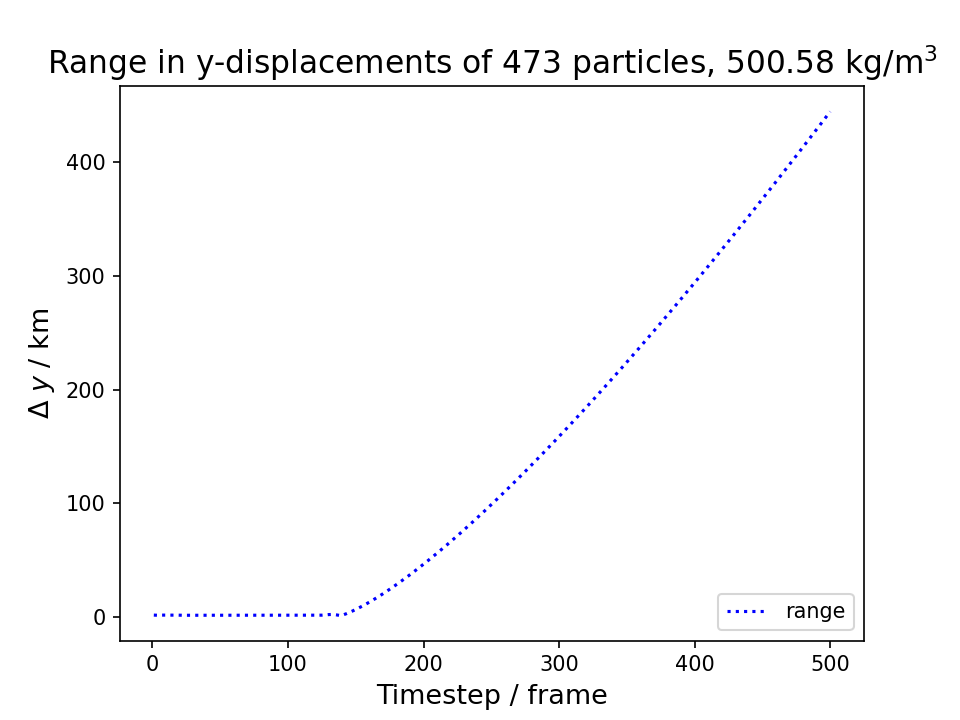 Range in y-displacements of 473 particles, 500.58 kg/m³
Δ y / km
400
300
200
100
0
0 100 200 300 400 500
Timestep / frame
range